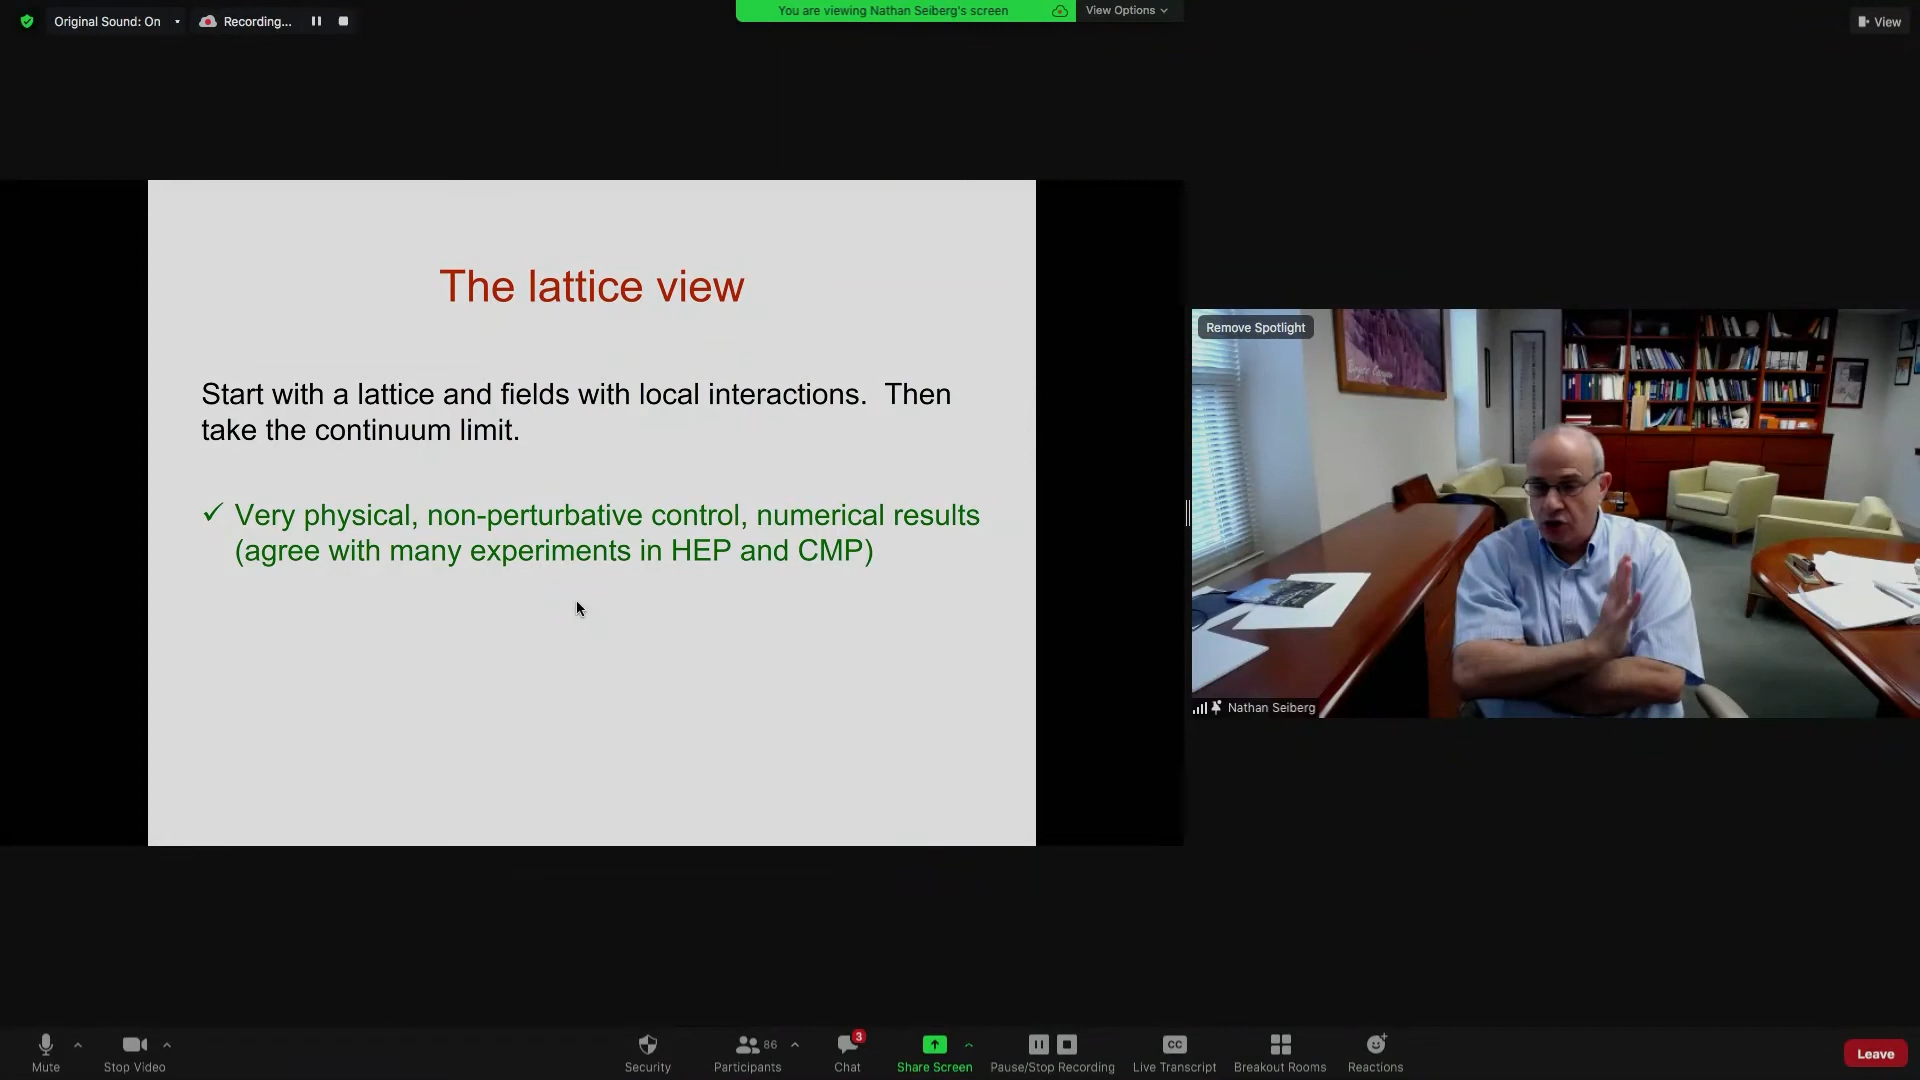 Original Sound: On
Recording...
You are viewing Nathan Seiberg's screen
View Options
View
The lattice view
Start with a lattice and fields with local interactions. Then
take the continuum limit.
✓ Very physical, non-perturbative control, numerical results
(agree with many experiments in HEP and CMP)
Remove Spotlight
Bryce Canyon
Nathan Seiberg
Mute
Stop Video
Security
86
Participants
3
Chat
Share Screen
Pause/Stop Recording
CC
Live Transcript
Breakout Rooms
Reactions
Leave